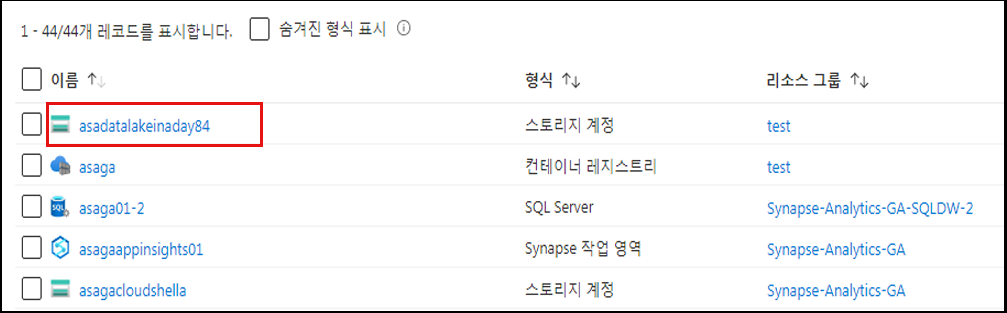 1 - 44/44개 레코드를 표시합니다. 숨겨진 형식 표시
이름 형식 리소스 그룹
asadatalakeinaday84 스토리지 계정 test
asaga 컨테이너 레지스트리 test
SQL asaga01-2 SQL Server Synapse-Analytics-GA-SQLDW-2
asagaappinsights01 Synapse 작업 영역 Synapse-Analytics-GA
asagacloudshella 스토리지 계정 Synapse-Analytics-GA